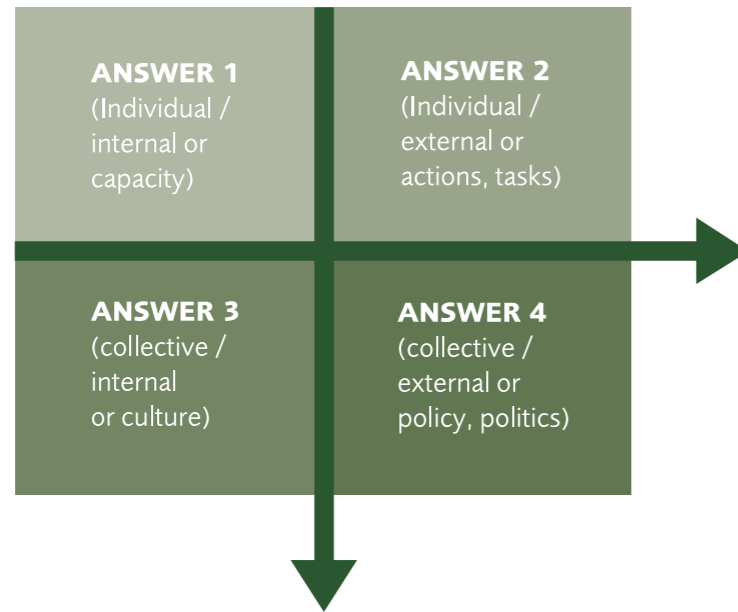 ANSWER 1
(Individual /
internal or
capacity)
ANSWER 2
(Individual /
external or
actions, tasks)
ANSWER 3
(collective /
internal
or culture)
ANSWER 4
(collective /
external or
policy, politics)